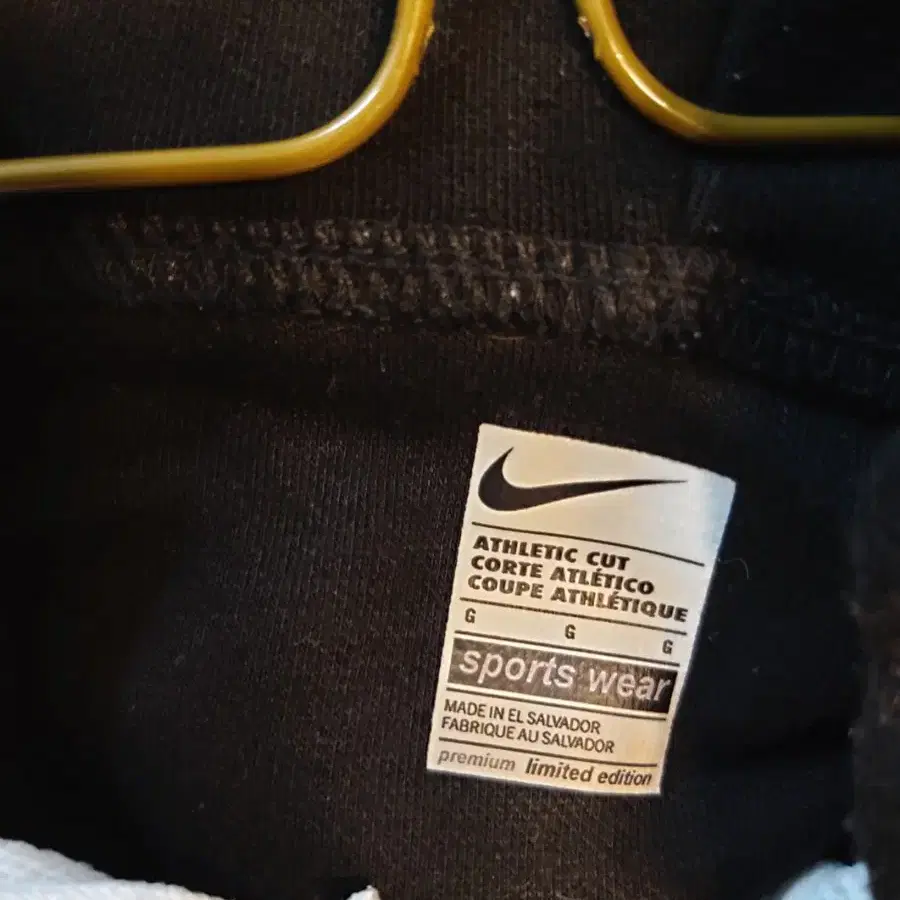 ATHLETIC CUT
CORTE ATLÉTICO
COUPE ATHLÉTIQUE
G G G
sports wear
MADE IN EL SALVADOR
FABRIQUE AU SALVADOR
premium limited edition